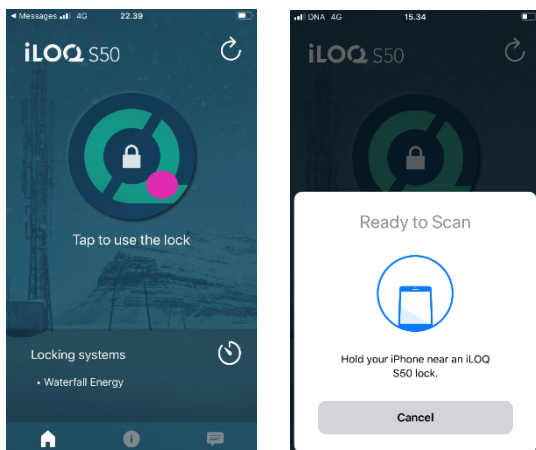 Messages 4G 22.39
iLOQ S50
Tap to use the lock
Locking systems
• Waterfall Energy
DNA 4G 15.34
iLOQ S50
Ready to Scan
Hold your iPhone near an iLOQ
S50 lock.
Cancel